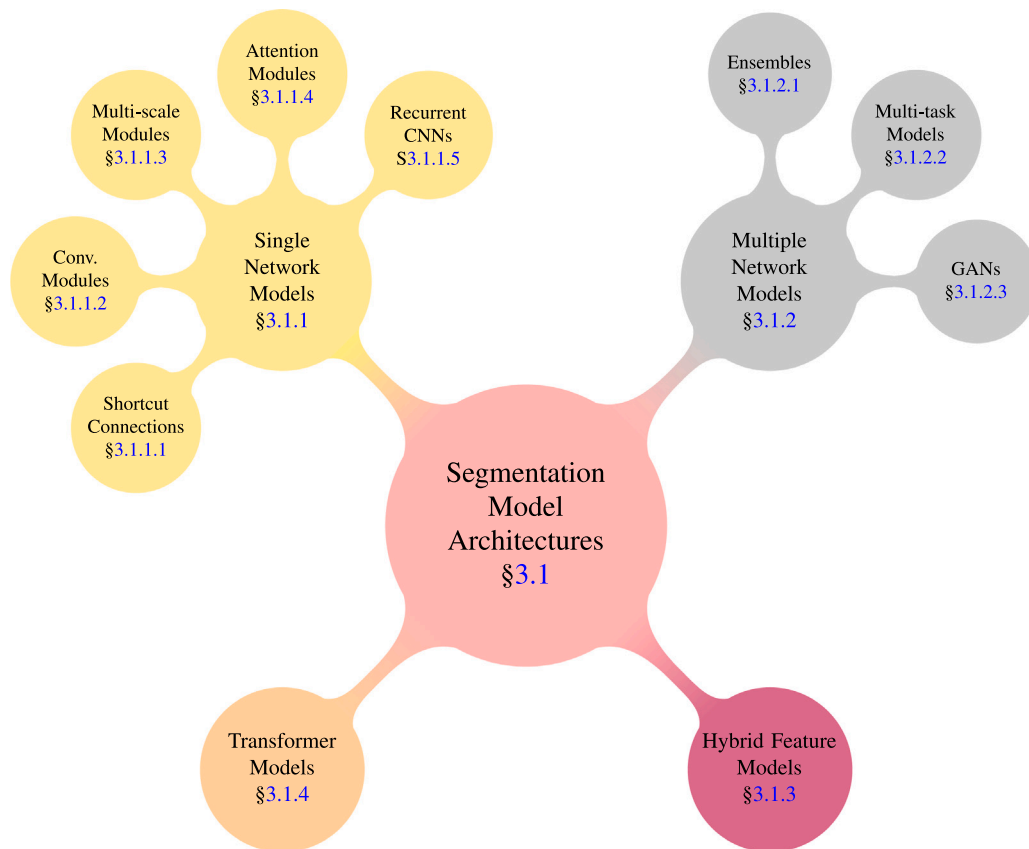 Attention
Modules
§3.1.1.4
Ensembles
§3.1.2.1
Multi-scale
Modules
§3.1.1.3
Recurrent
CNNs
S3.1.1.5
Multi-task
Models
§3.1.2.2
Conv.
Modules
§3.1.1.2
Single
Network
Models
§3.1.1
Multiple
Network
Models
§3.1.2
GANs
§3.1.2.3
Shortcut
Connections
§3.1.1.1
Segmentation
Model
Architectures
§3.1
Transformer
Models
§3.1.4
Hybrid Feature
Models
§3.1.3